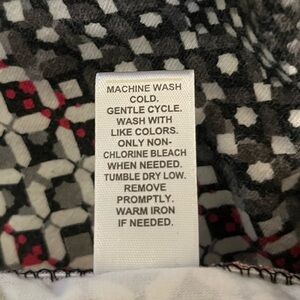 MACHINE WASH
COLD.
GENTLE CYCLE.
WASH WITH
LIKE COLORS.
ONLY NON-
CHLORINE BLEACH
WHEN NEEDED.
TUMBLE DRY LOW.
REMOVE
PROMPTLY.
WARM IRON
IF NEEDED.